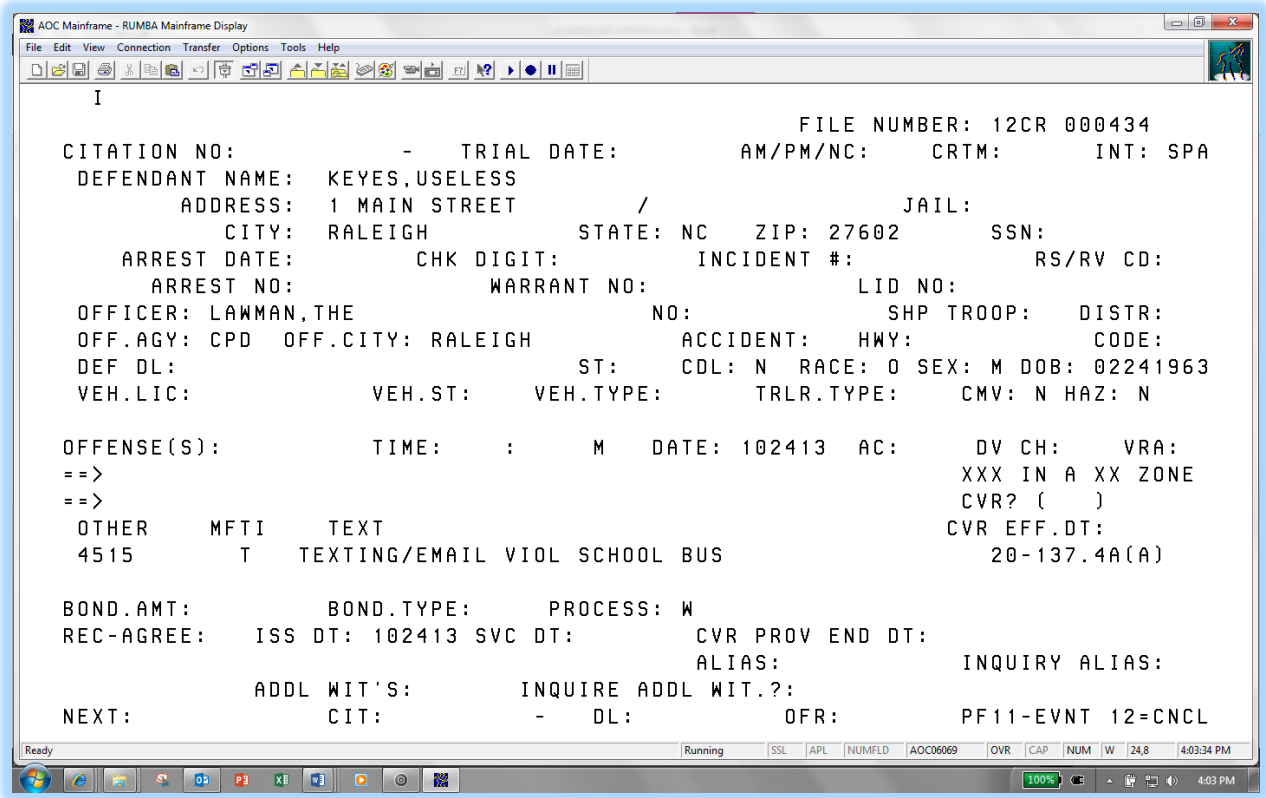 AOC Mainframe - RUMBA Mainframe Display
File Edit View Connection Transfer Options Tools Help
I
FILE NUMBER: 12CR 000434
CITATION NO: - TRIAL DATE: AM/PM/NC: CRTM: INT: SPA
DEFENDANT NAME: KEYES,USELESS
ADDRESS: 1 MAIN STREET / JAIL:
CITY: RALEIGH STATE: NC ZIP: 27602 SSN:
ARREST DATE: CHK DIGIT: INCIDENT #: RS/RV CD:
ARREST NO: WARRANT NO: LID NO:
OFFICER: LAWMAN,THE NO: SHP TROOP: DISTR:
OFF.AGY: CPD OFF.CITY: RALEIGH ACCIDENT: HWY: CODE:
DEF DL: ST: CDL: N RACE: O SEX: M DOB: 02241963
VEH.LIC: VEH.ST: VEH.TYPE: TRLR.TYPE: CMV: N HAZ: N
OFFENSE(S): TIME: : M DATE: 102413 AC: DV CH: VRA:
==> XXX IN A XX ZONE
==> CVR? ( )
OTHER MFTI TEXT CVR EFF.DT:
4515 T TEXTING/EMAIL VIOL SCHOOL BUS 20-137.4A(A)
BOND.AMT: BOND.TYPE: PROCESS: W
REC-AGREE: ISS DT: 102413 SVC DT: CVR PROV END DT:
ALIAS: INQUIRY ALIAS:
ADDL WIT'S: INQUIRE ADDL WIT.?:
NEXT: CIT: - DL: OFR: PF11-EVNT 12=CNCL
Ready Running SSL APL NUMFLD AOC06069 OVR CAP NUM W 24,8 4:03:34 PM
100% 4:03 PM